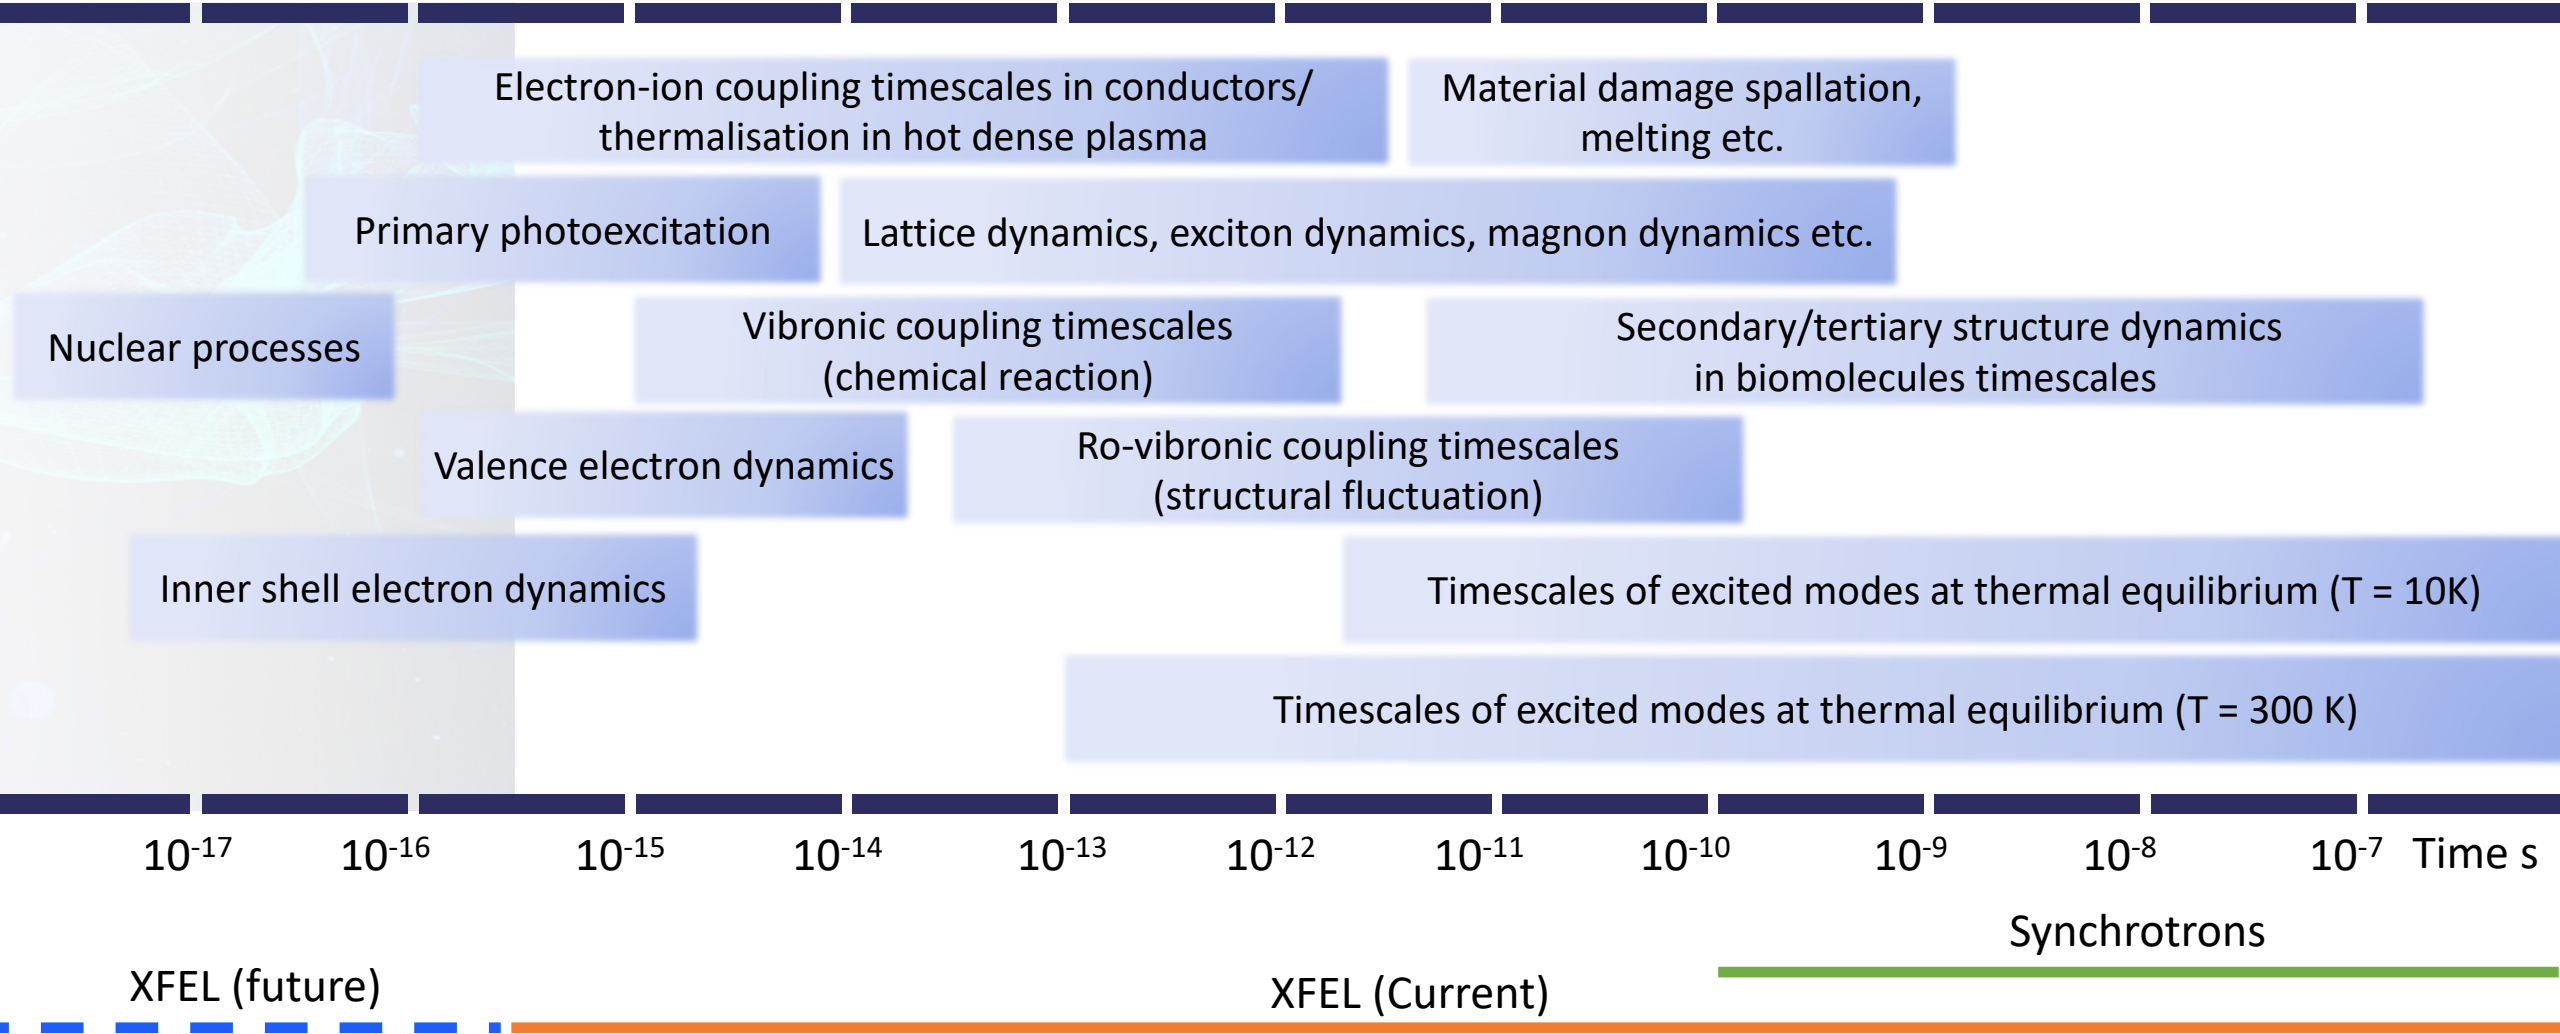 Electron-ion coupling timescales in conductors/
thermalisation in hot dense plasma
Material damage spallation,
melting etc.
Primary photoexcitation
Lattice dynamics, exciton dynamics, magnon dynamics etc.
Nuclear processes
Vibronic coupling timescales
(chemical reaction)
Secondary/tertiary structure dynamics
in biomolecules timescales
Valence electron dynamics
Ro-vibronic coupling timescales
(structural fluctuation)
Inner shell electron dynamics
Timescales of excited modes at thermal equilibrium (T = 10K)
Timescales of excited modes at thermal equilibrium (T = 300 K)
10⁻¹⁷ 10⁻¹⁶ 10⁻¹⁵ 10⁻¹⁴ 10⁻¹³ 10⁻¹² 10⁻¹¹ 10⁻¹⁰ 10⁻⁹ 10⁻⁸ 10⁻⁷ Time s
Synchrotrons
XFEL (future)
XFEL (Current)